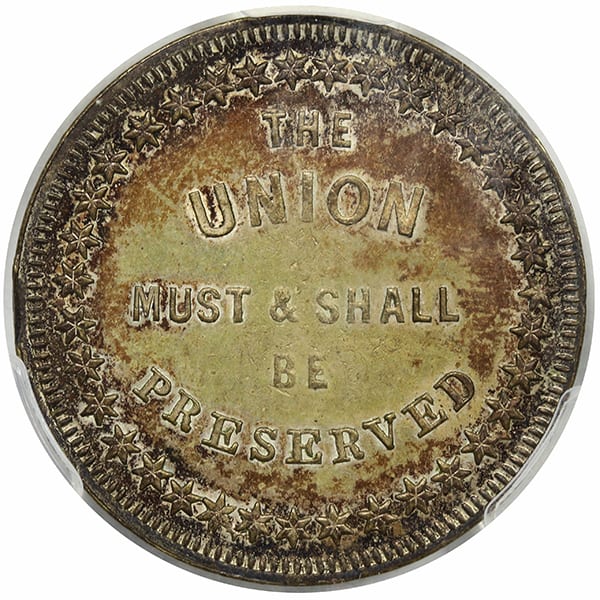 THE
UNION
MUST & SHALL
BE
PRESERVED